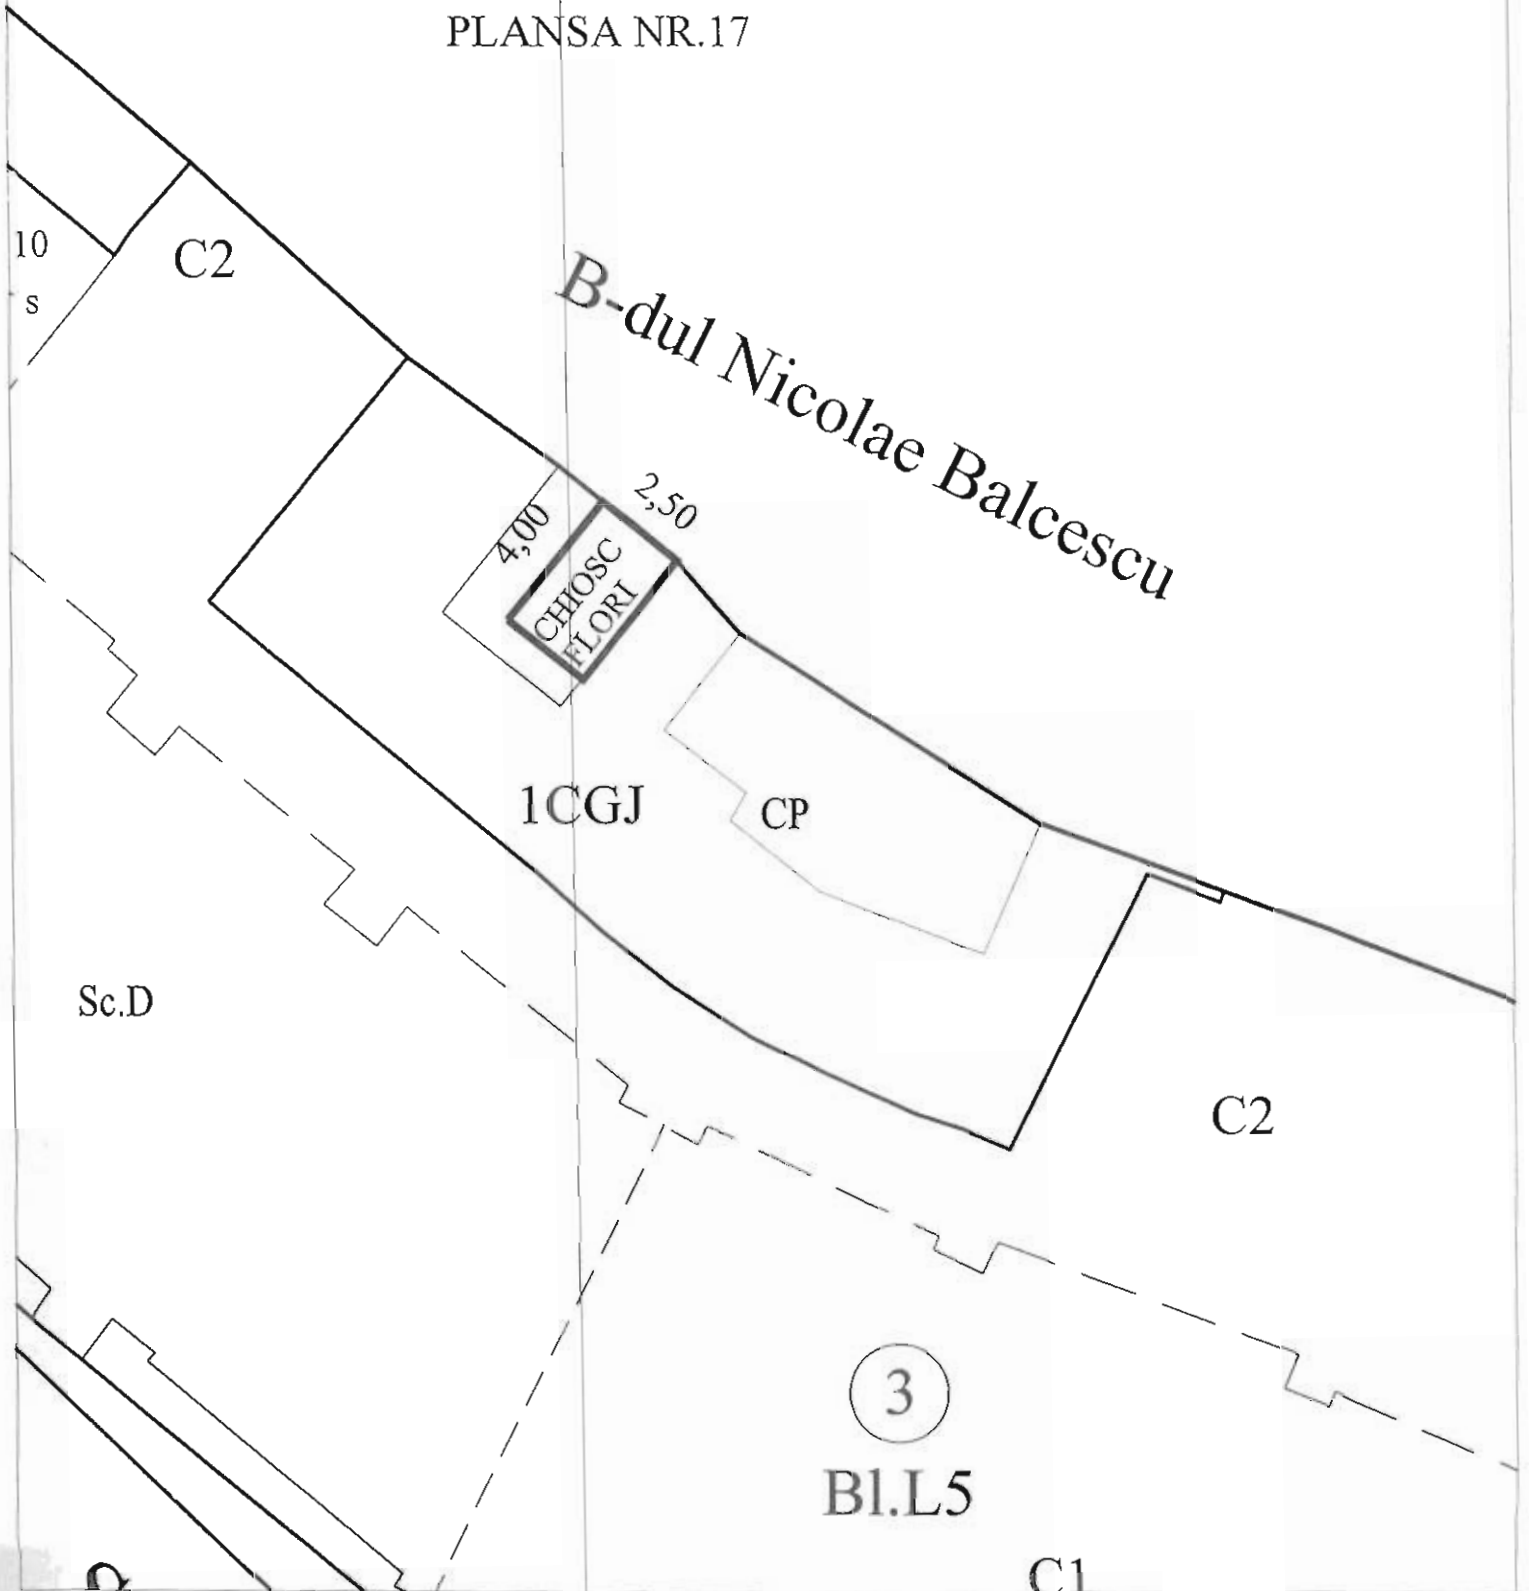 PLANSA NR.17
10
s
C2
B-dul Nicolae Balcescu
2,50
4,00
CHIOSC
FLORI
1CGJ
CP
Sc.D
C2
3
Bl.L5
C1